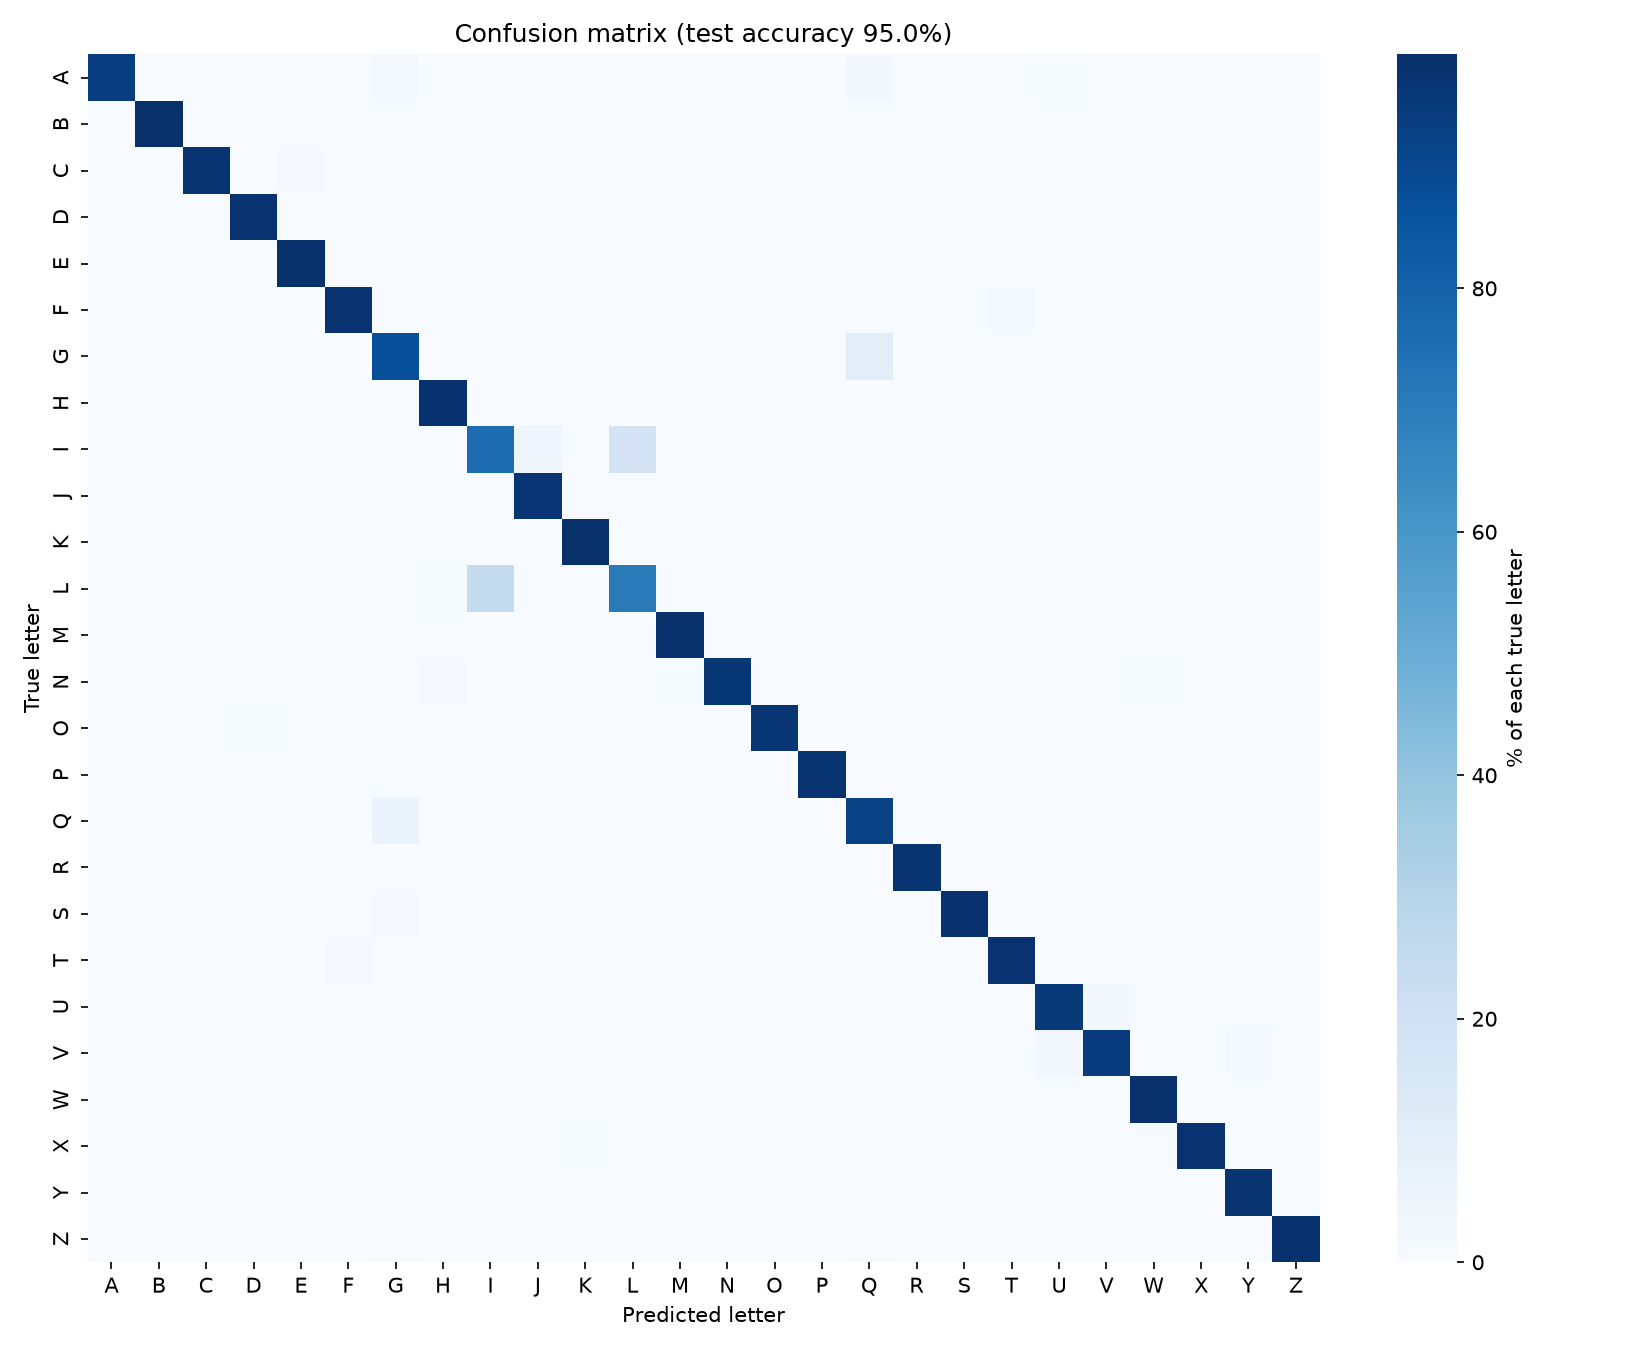 Confusion matrix (test accuracy 95.0%)
True letter
A
B
C
D
E
F
G
H
I
J
K
L
M
N
O
P
Q
R
S
T
U
V
W
X
Y
Z
A B C D E F G H I J K L M N O P Q R S T U V W X Y Z
Predicted letter
80
60
40
20
0
% of each true letter